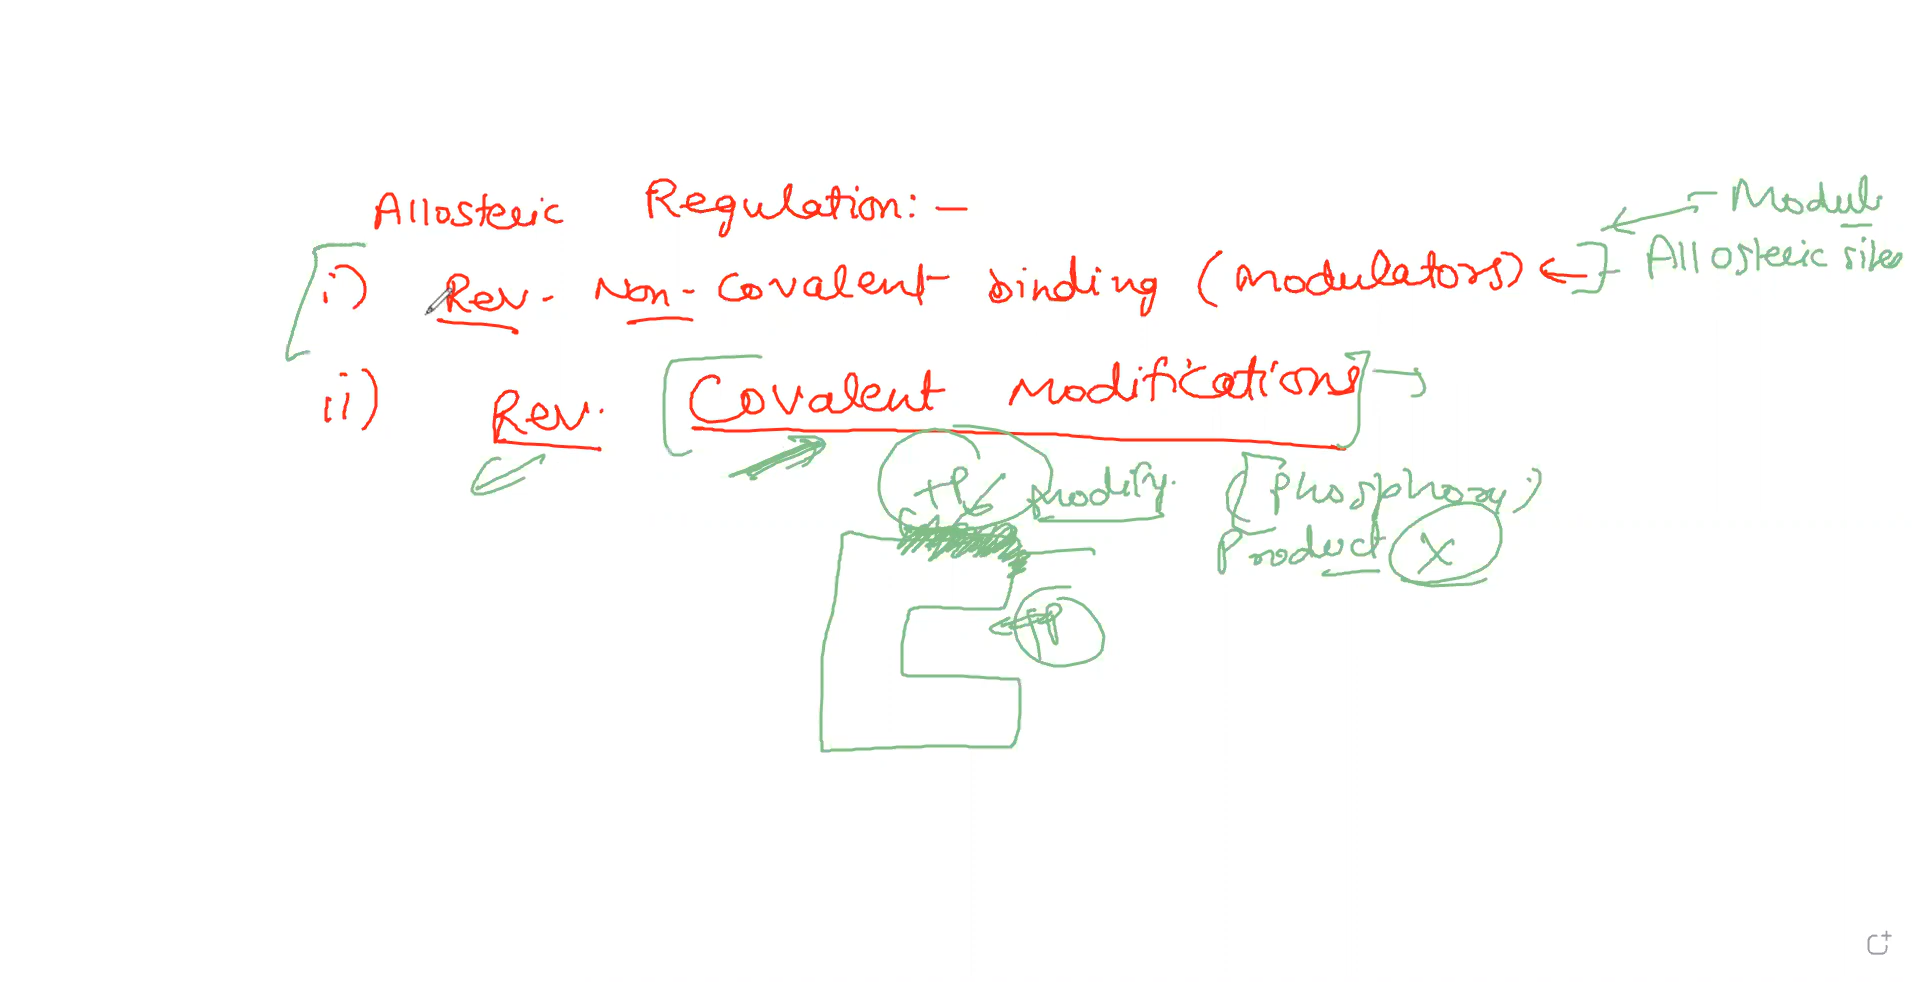 Allosteric Regulation:-
- Modul
Allosteric sites
i) Rev- Non-Covalent binding (Modulators) ←
ii) Rev. Covalent Modifications
+P modify. (Phosphory)
Product X
+P